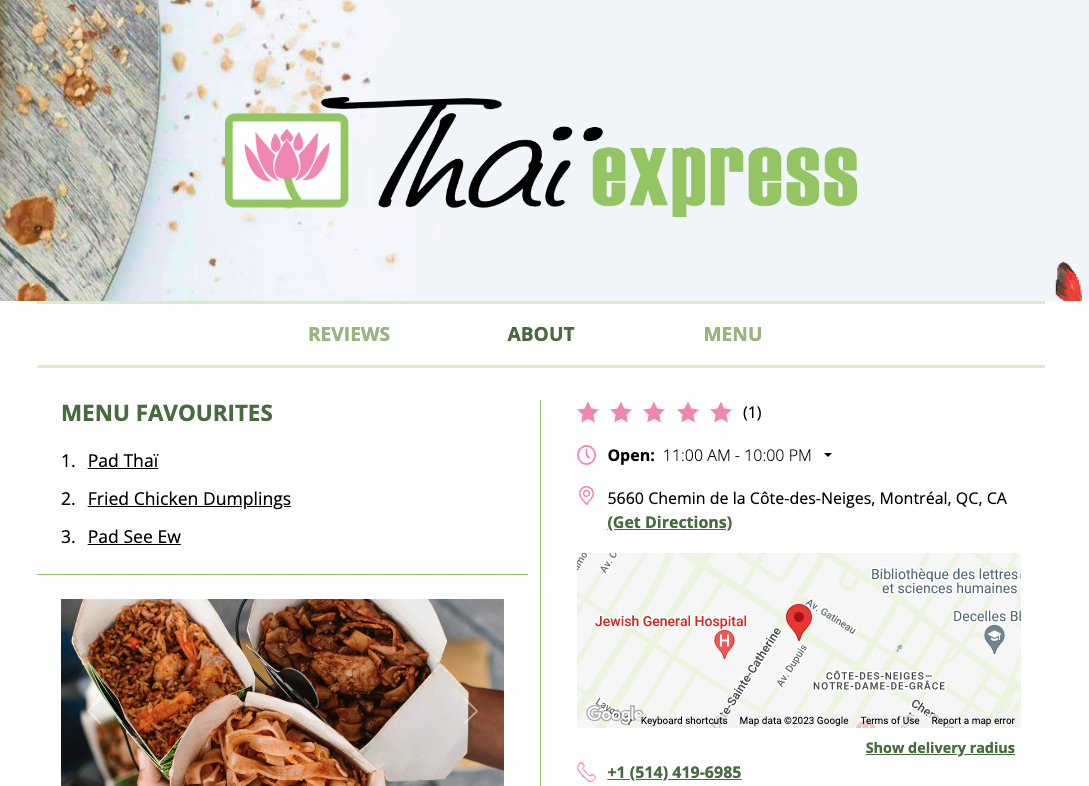 Thaï express
REVIEWS
ABOUT
MENU
MENU FAVOURITES
1. Pad Thaï
2. Fried Chicken Dumplings
3. Pad See Ew
(1)
Open: 11:00 AM - 10:00 PM
5660 Chemin de la Côte-des-Neiges, Montréal, QC, CA
(Get Directions)
Av. C
Bibliothèque des lettres
et sciences humaines
Jewish General Hospital
H
Av. Gatineau
Decelles Bl
te-Sainte-Catherine
Av. Dupuis
CÔTE-DES-NEIGES—
NOTRE-DAME-DE-GRÂCE
Google
Keyboard shortcuts
Map data ©2023 Google
Terms of Use
Report a map error
Show delivery radius
+1 (514) 419-6985